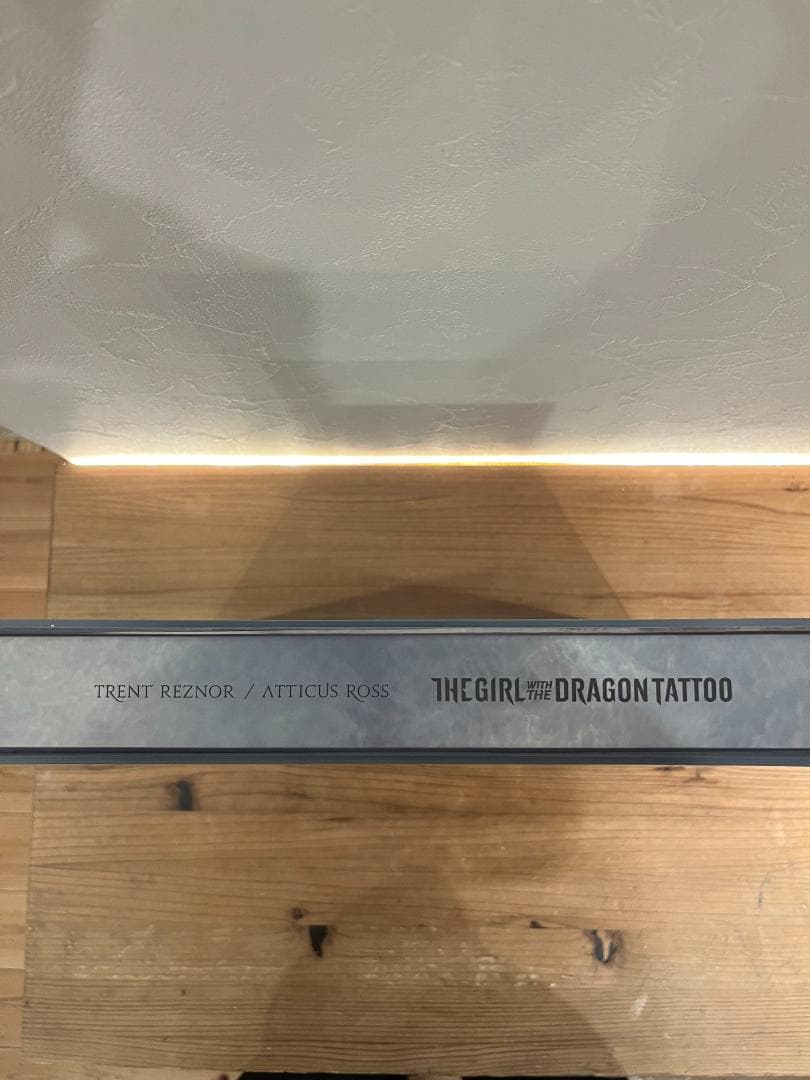 TRENT REZNOR / ATTICUS ROSS THE GIRL WITH THE DRAGON TATTOO